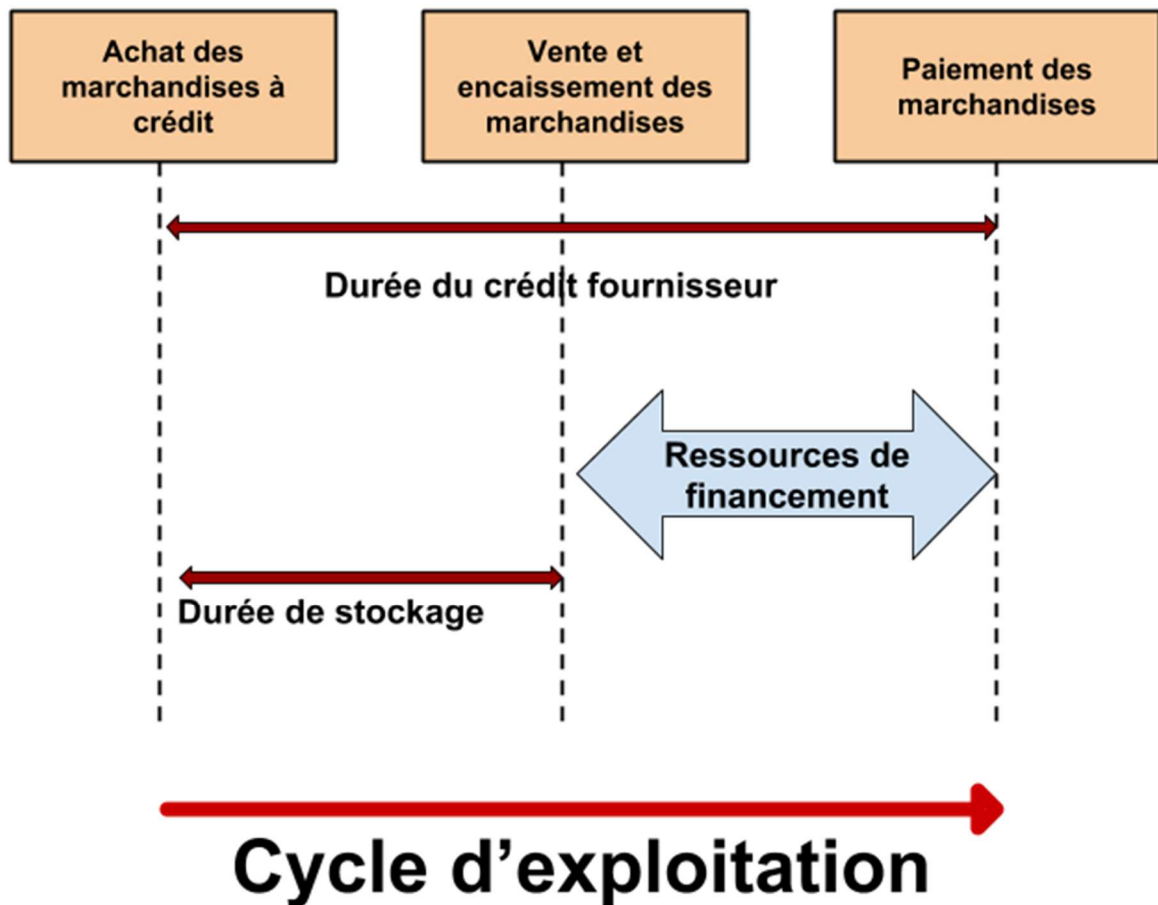 Achat des
marchandises à
crédit
Vente et
encaissement des
marchandises
Paiement des
marchandises
Durée du crédit fournisseur
Ressources de
financement
Durée de stockage
Cycle d’exploitation